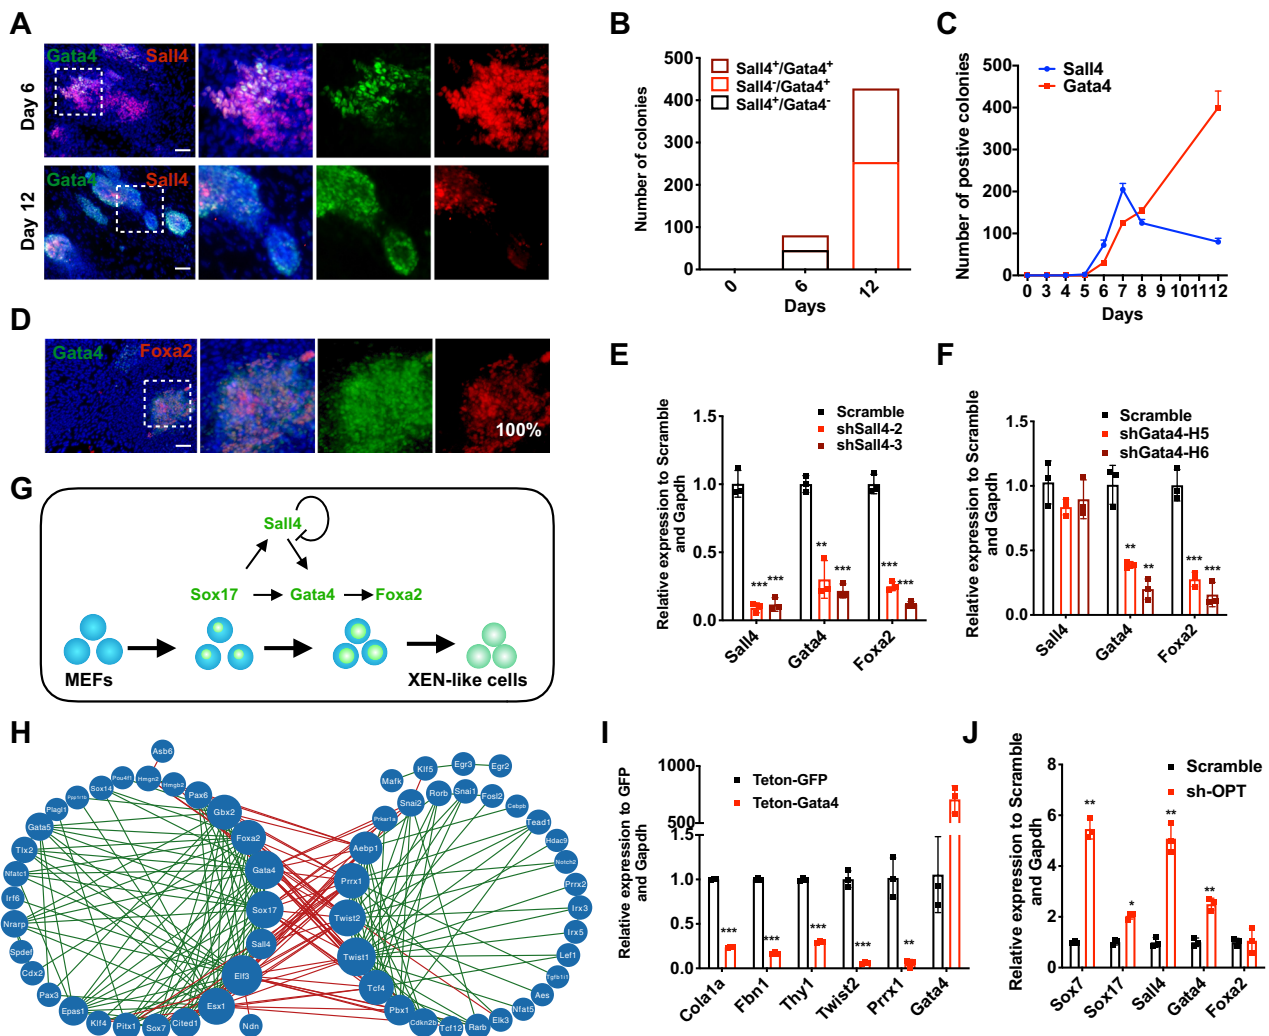 A
Gata4 Sall4
Day 6
Gata4 Sall4
Day 12
B
Number of colonies
500
400
300
200
100
0
Sall4+/Gata4+
Sall4-/Gata4+
Sall4+/Gata4-
0 6 12
Days
C
Number of postive colonies
500
400
300
200
100
0
Sall4
Gata4
0 3 4 5 6 7 8 9 10 11 12
Days
D
Gata4 Foxa2
100%
E
Relative expression to Scramble
and Gapdh
1.5
1.0
0.5
0.0
Scramble
shSall4-2
shSall4-3
*** ***
** ***
*** ***
Sall4 Gata4 Foxa2
F
Relative expression to Scramble
and Gapdh
1.5
1.0
0.5
0.0
Scramble
shGata4-H5
shGata4-H6
** **
*** ***
Sall4 Gata4 Foxa2
G
Sall4
Sox17 Gata4 Foxa2
MEFs XEN-like cells
H
Asb6
Pou4f1
Hmgn2
Hmgb2
Pax6
Gbx2
Foxa2
Gata4
Sox17
Sall4
Elf3
Esx1
Ndn
Cited1
Sox7
Pitx1
Klf4
Epas1
Pax3
Cdx2
Spdef
Nrarp
Irf6
Nfatc1
Tlx2
Gata5
Plagl1
Sox14
Mafk
Klf5
Egr3
Egr2
Snai2
Rorb
Snai1
Fosl2
Cebpb
Tead1
Hdac9
Notch2
Prrx2
Irx3
Irx5
Lef1
Tgfb1i1
Aes
Nfat5
Elk3
Rarb
Tcf12
Cdkn2b
Pbx1
Tcf4
Twist1
Twist2
Prrx1
Aebp1
Prkar1a
I
Relative expression to GFP
and Gapdh
1000
500
1.5
1.0
0.5
0.0
Teton-GFP
Teton-Gata4
*** *** *** *** **
Cola1a Fbn1 Thy1 Twist2 Prrx1 Gata4
J
Relative expression to Scramble
and Gapdh
8
6
4
2
0
Scramble
sh-OPT
** * ** **
Sox7 Sox17 Sall4 Gata4 Foxa2